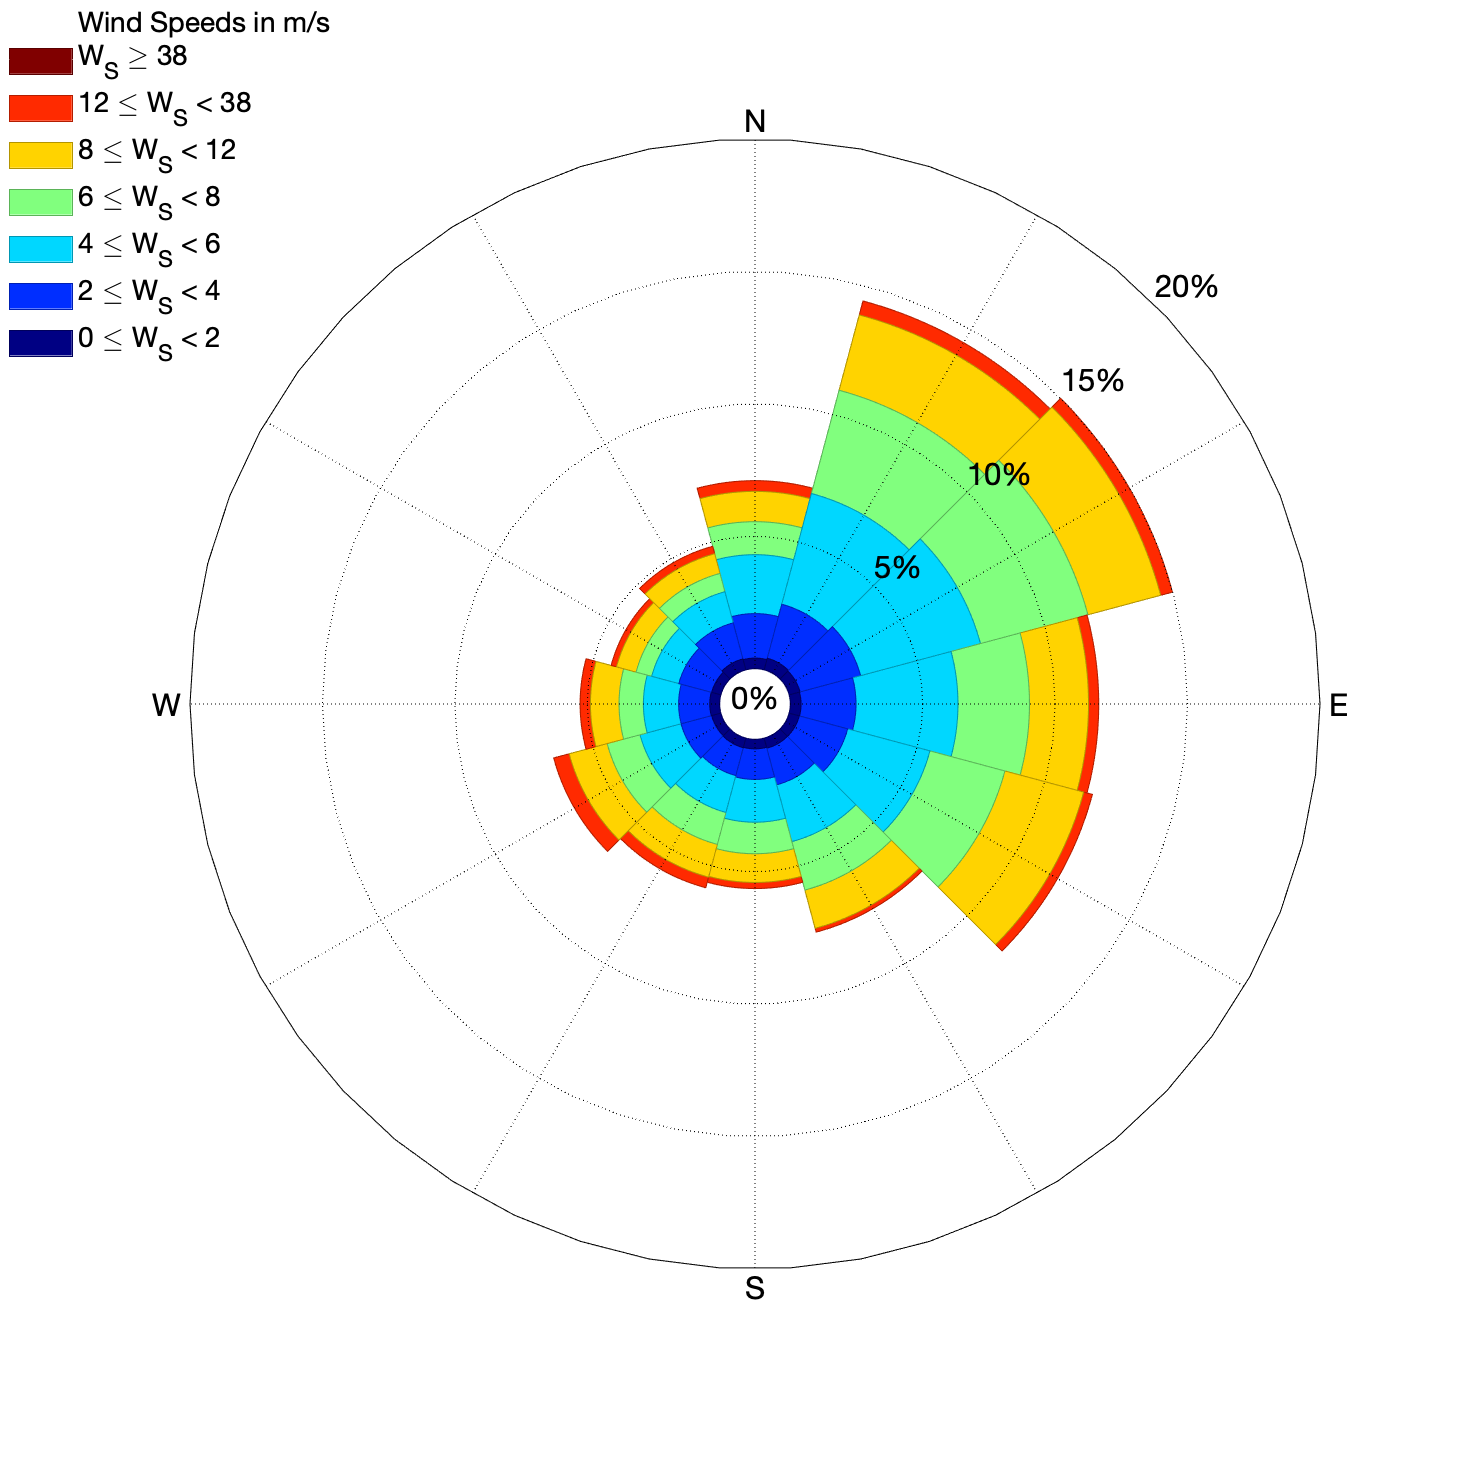 Wind Speeds in m/s
W_S ≥ 38
12 ≤ W_S < 38
8 ≤ W_S < 12
6 ≤ W_S < 8
4 ≤ W_S < 6
2 ≤ W_S < 4
0 ≤ W_S < 2
N
20%
15%
10%
5%
0%
W
E
S